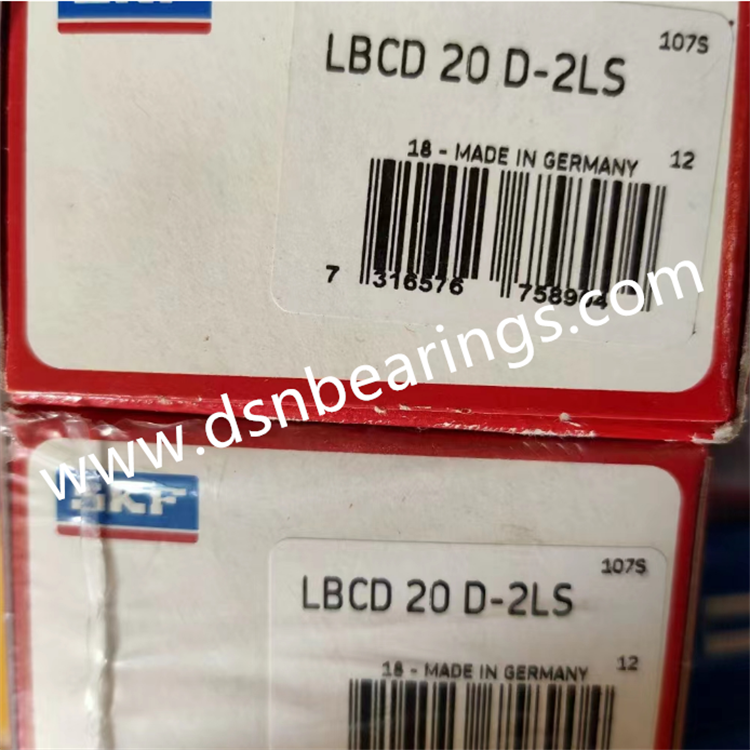 SKF
107S
LBCD 20 D-2LS
18 - MADE IN GERMANY 12
7 316576
www.dsnbearings.com
SKF
107S
LBCD 20 D-2LS
18 - MADE IN GERMANY 12